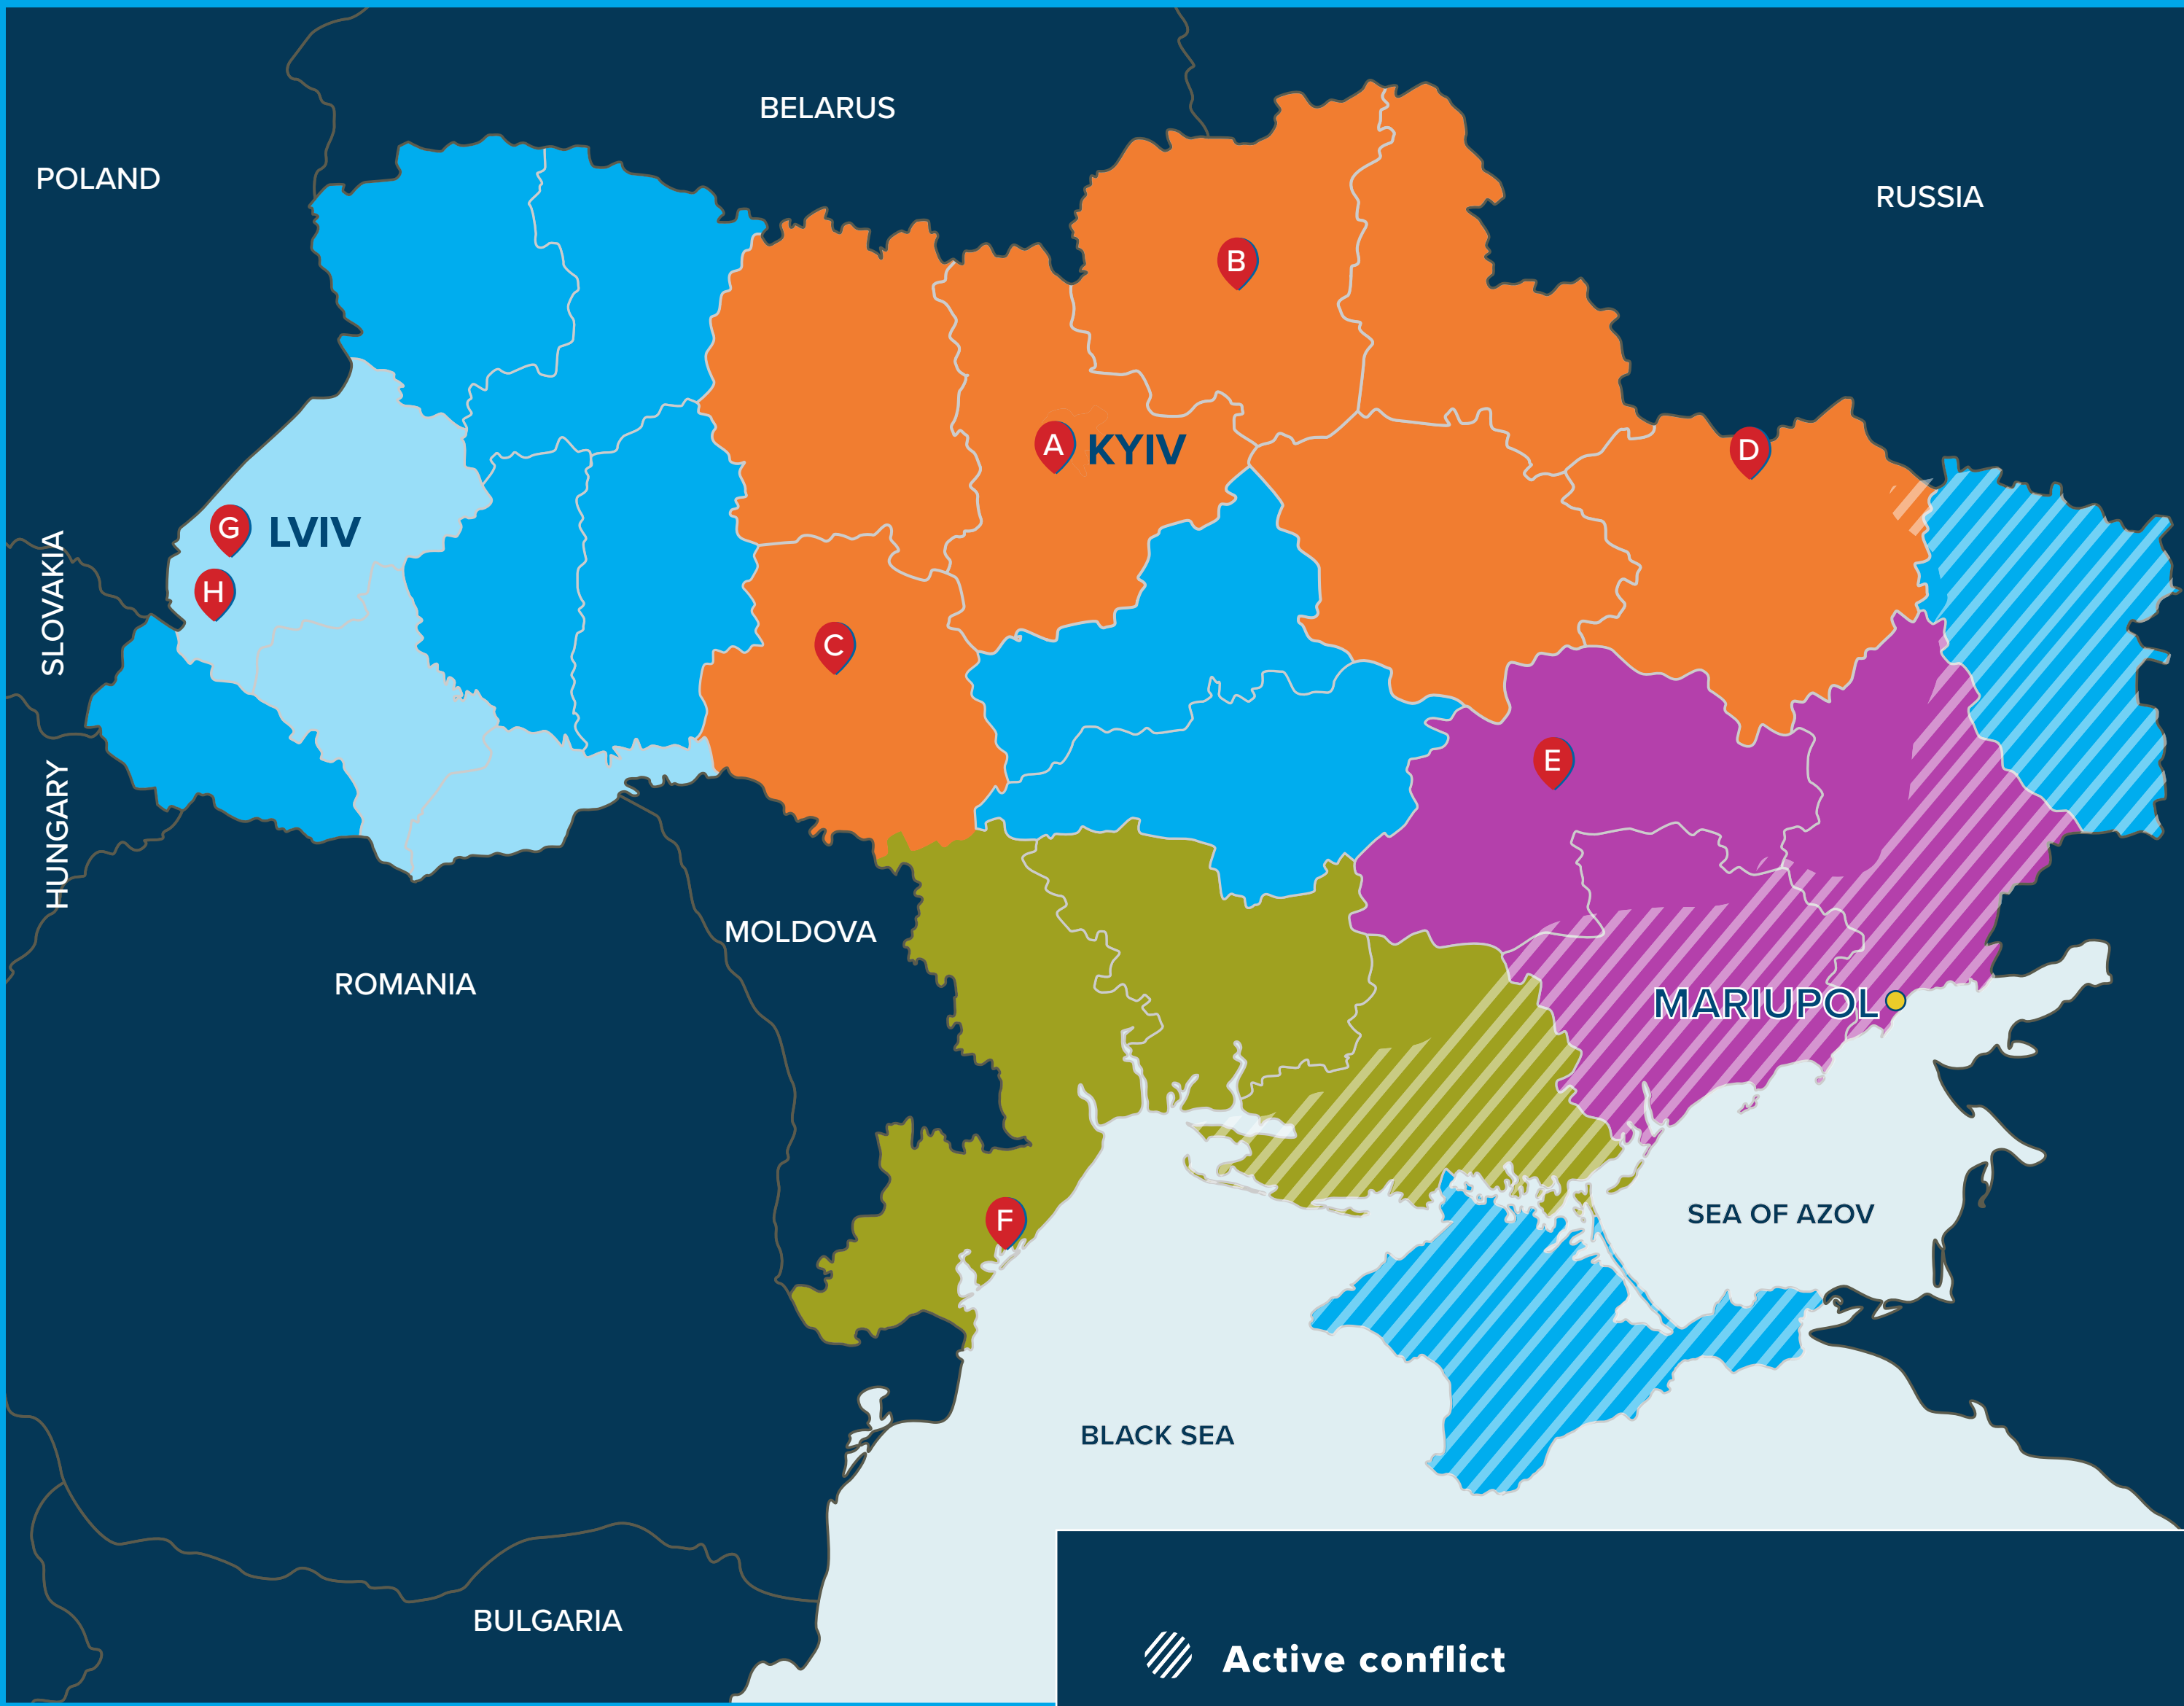 BELARUS
POLAND
RUSSIA
B
A KYIV
D
G LVIV
H
SLOVAKIA
C
E
HUNGARY
MOLDOVA
ROMANIA
MARIUPOL
F
SEA OF AZOV
BLACK SEA
BULGARIA
Active conflict